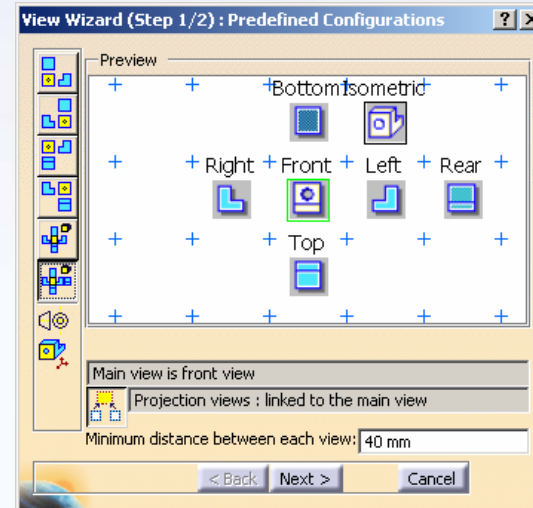 View Wizard (Step 1/2) : Predefined Configurations
Preview
Bottom Isometric
Right Front Left Rear
Top
Main view is front view
Projection views : linked to the main view
Minimum distance between each view: 40 mm
< Back Next > Cancel